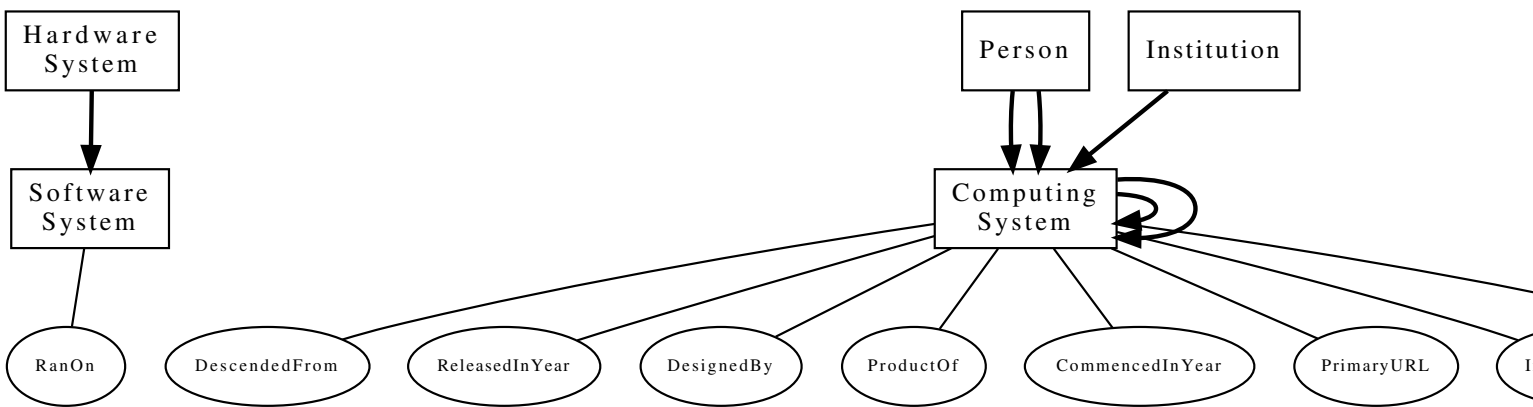 Hardware
System
Person
Institution
Software
System
Computing
System
RanOn
DescendedFrom
ReleasedInYear
DesignedBy
ProductOf
CommencedInYear
PrimaryURL